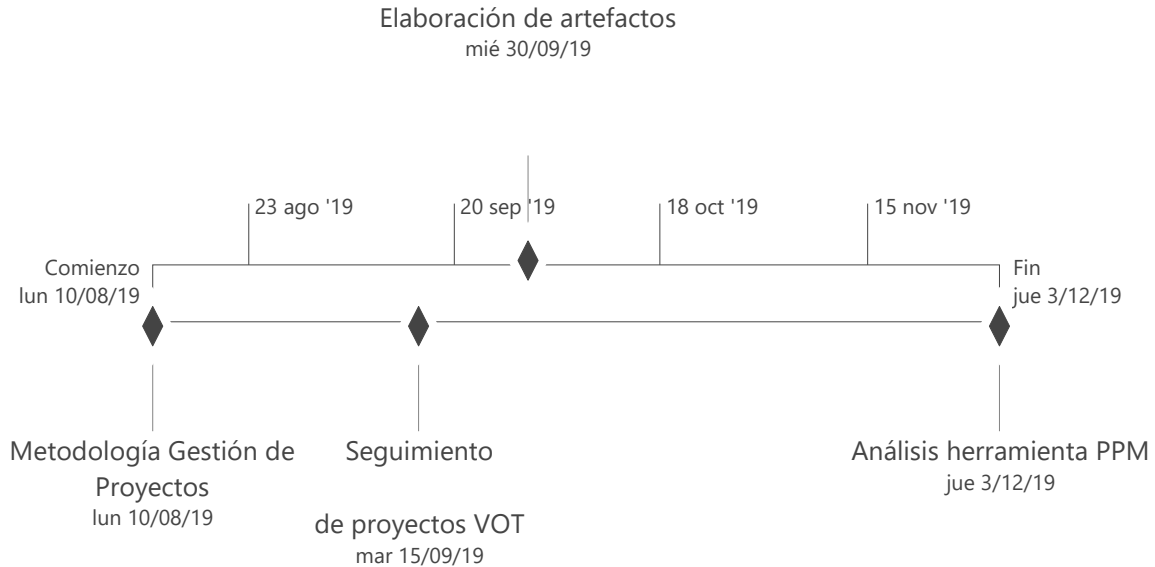 Elaboración de artefactos
mié 30/09/19
23 ago '19
20 sep '19
18 oct '19
15 nov '19
Comienzo
lun 10/08/19
Fin
jue 3/12/19
Metodología Gestión de
Proyectos
lun 10/08/19
Seguimiento
de proyectos VOT
mar 15/09/19
Análisis herramienta PPM
jue 3/12/19